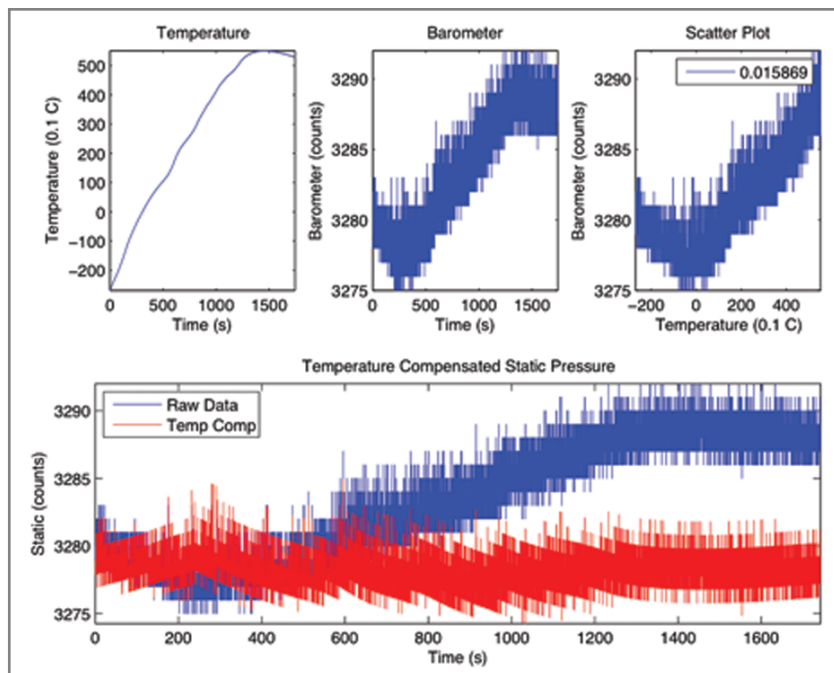 Temperature
Temperature (0.1 C)
500
400
300
200
100
0
−100
−200
0 500 1000 1500
Time (s)
Barometer
Barometer (counts)
3290
3285
3280
3275
0 500 1000 1500
Time (s)
Scatter Plot
0.015869
Barometer (counts)
3290
3285
3280
3275
−200 0 200 400
Temperature (0.1 C)
Temperature Compensated Static Pressure
Raw Data
Temp Comp
Static (counts)
3290
3285
3280
3275
0 200 400 600 800 1000 1200 1400 1600
Time (s)